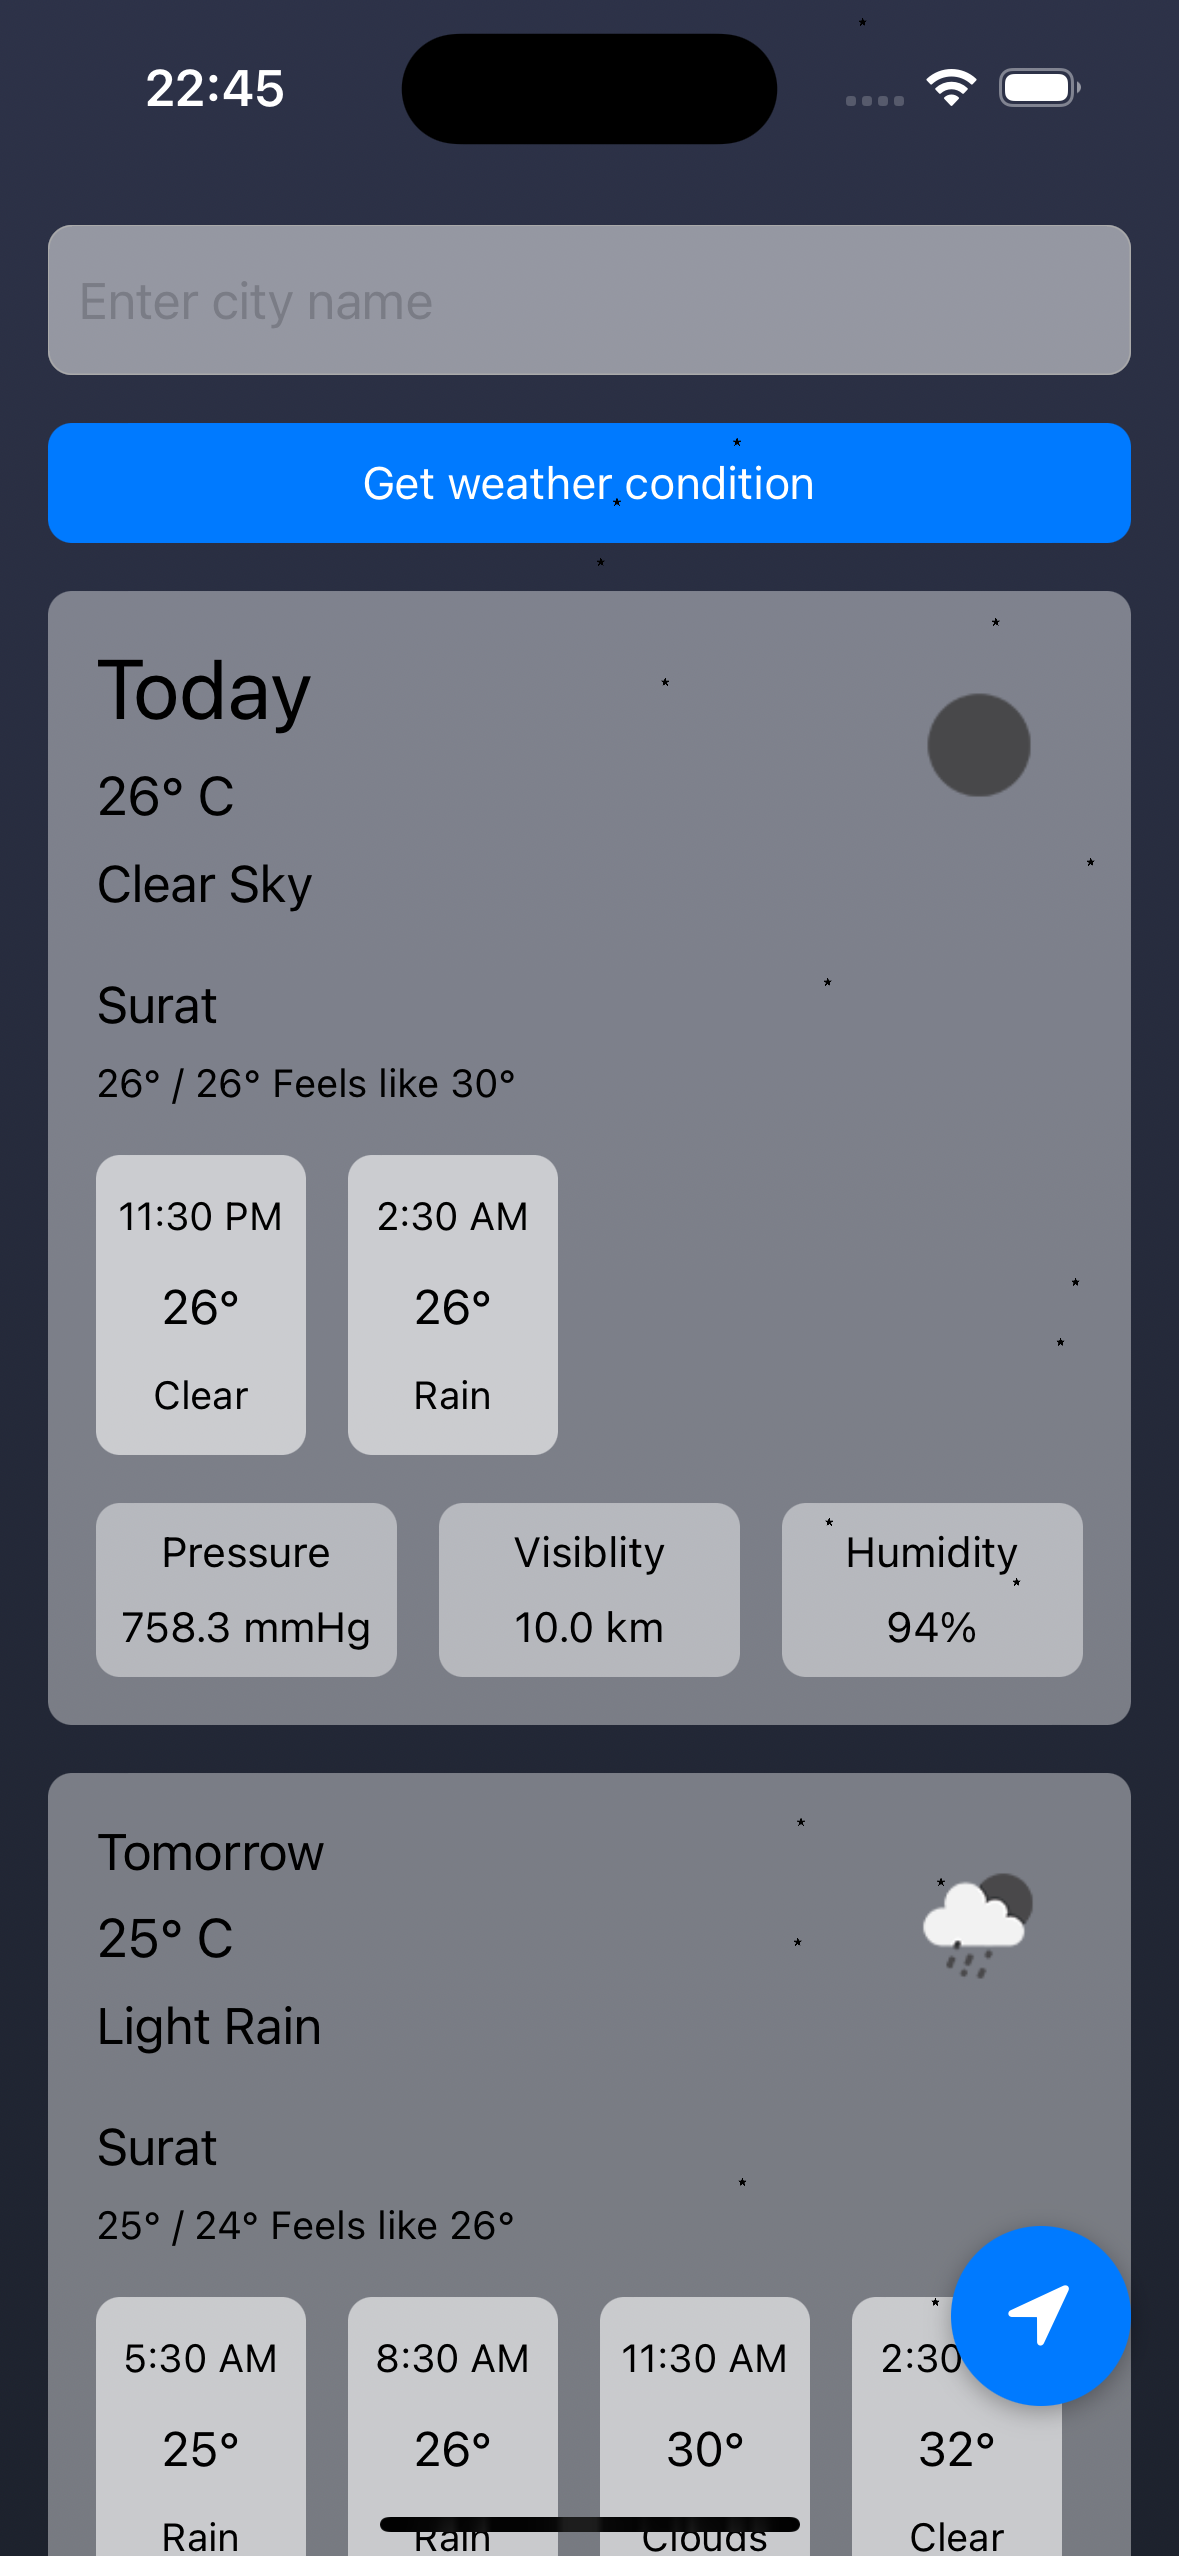 22:45
Enter city name
Get weather condition
Today
26° C
Clear Sky
Surat
26° / 26° Feels like 30°
11:30 PM 2:30 AM
26° 26°
Clear Rain
Pressure Visiblity Humidity
758.3 mmHg 10.0 km 94%
Tomorrow
25° C
Light Rain
Surat
25° / 24° Feels like 26°
5:30 AM 8:30 AM 11:30 AM 2:30
25° 26° 30° 32°
Rain Rain Clouds Clear